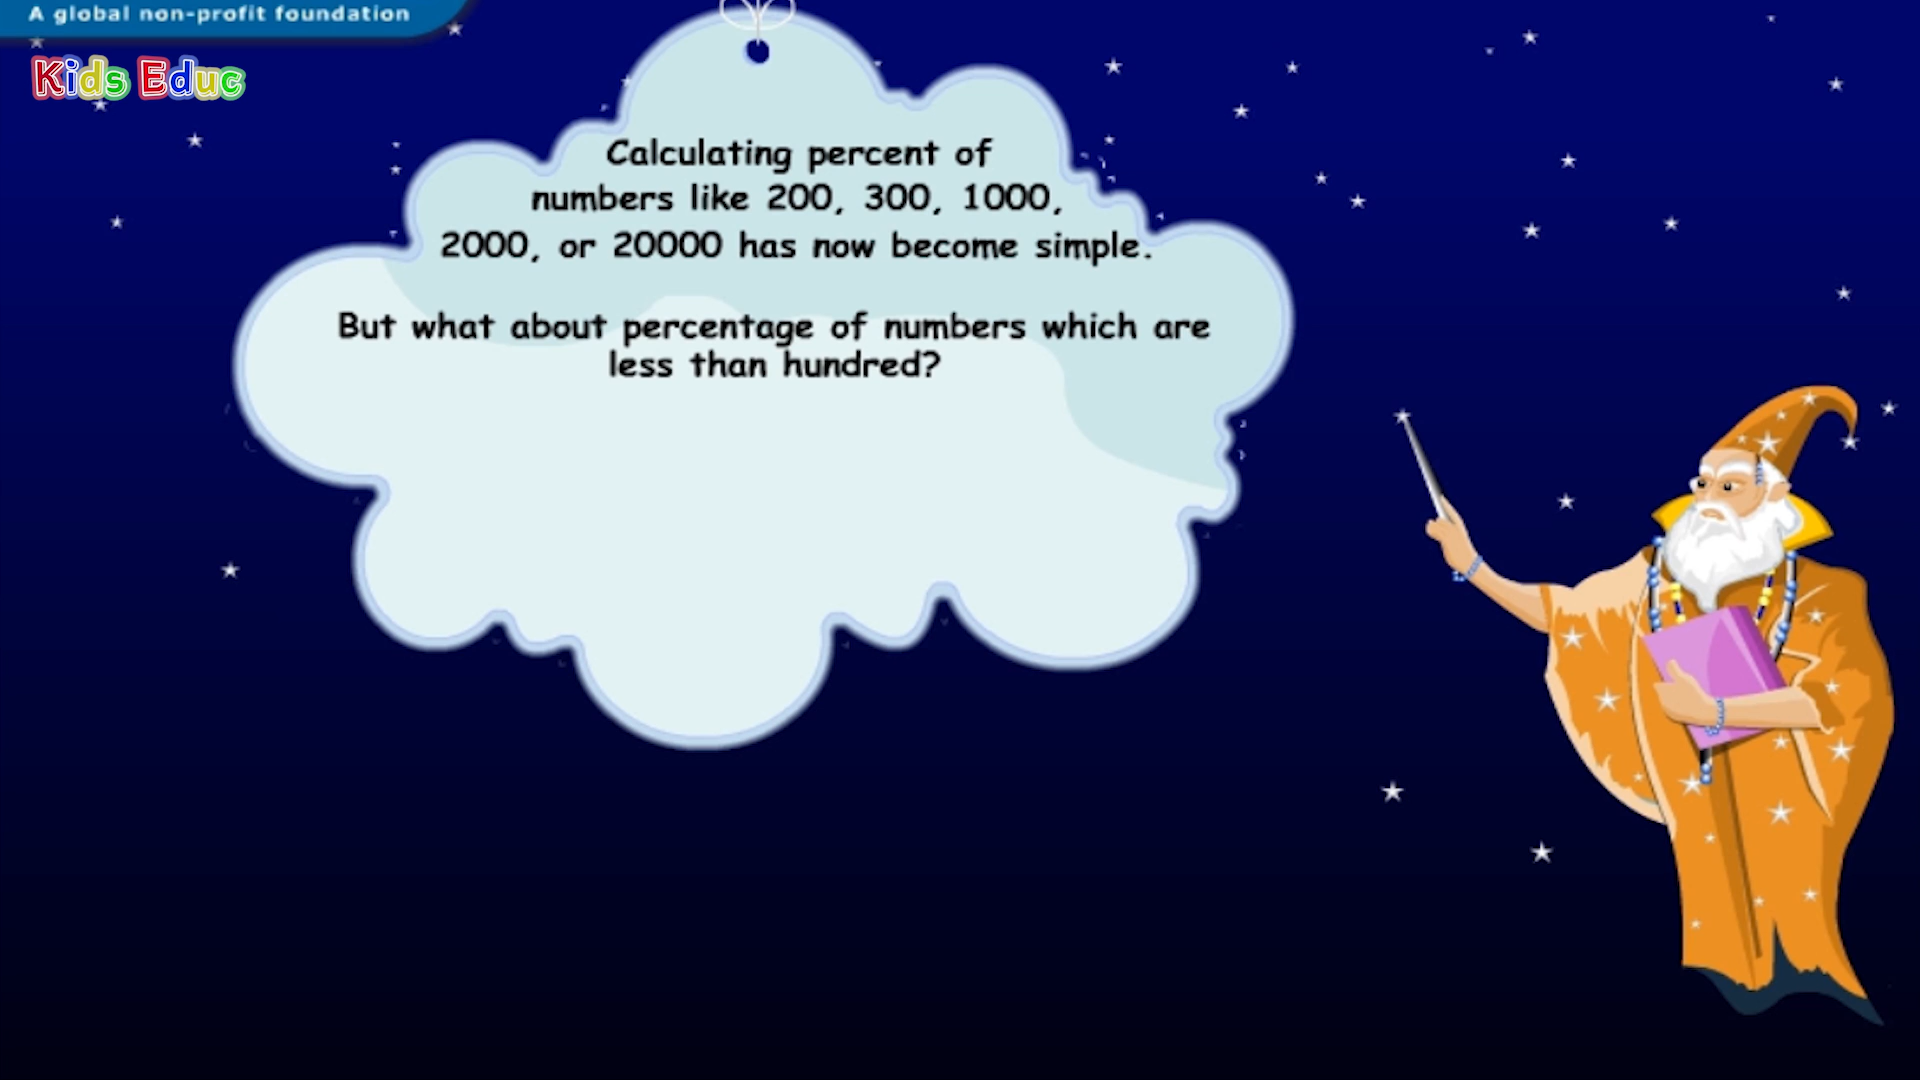 A global non-profit foundation
Kids Educ
Calculating percent of
numbers like 200, 300, 1000,
2000, or 20000 has now become simple.
But what about percentage of numbers which are
less than hundred?